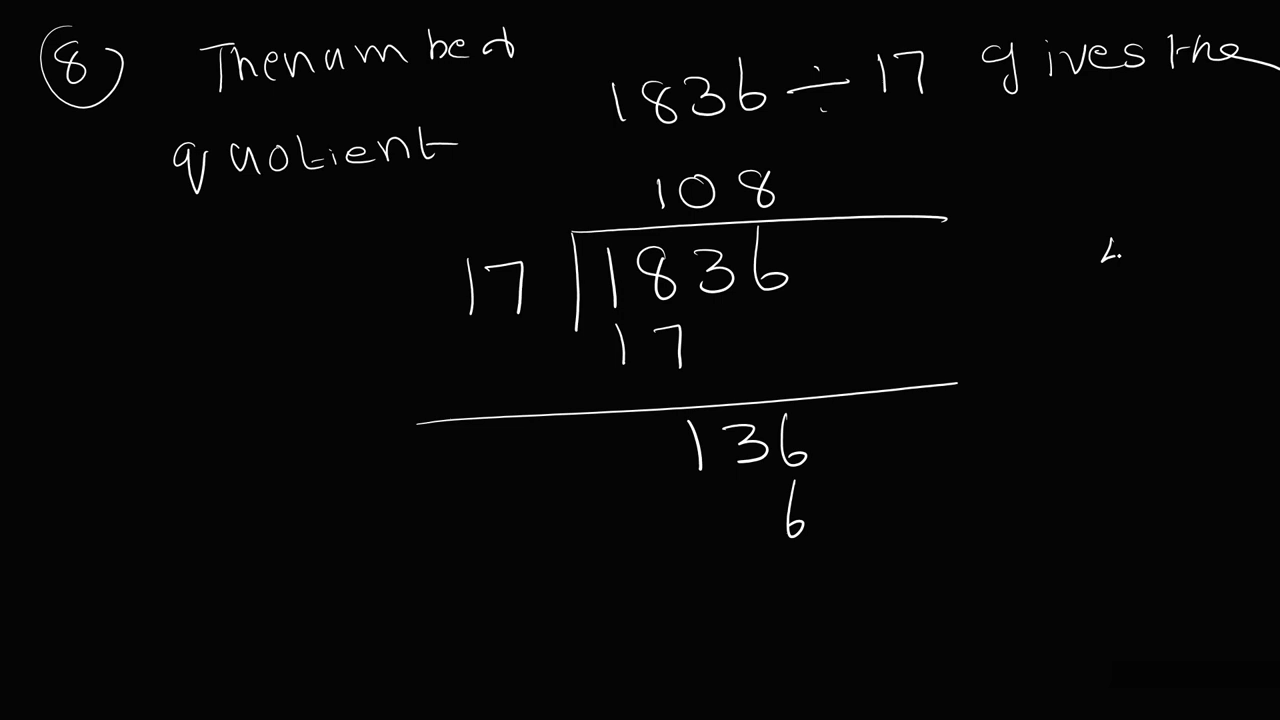 8 Thenumber 1836 ÷ 17 gives the
quotient
108
17 1836
17
136
6